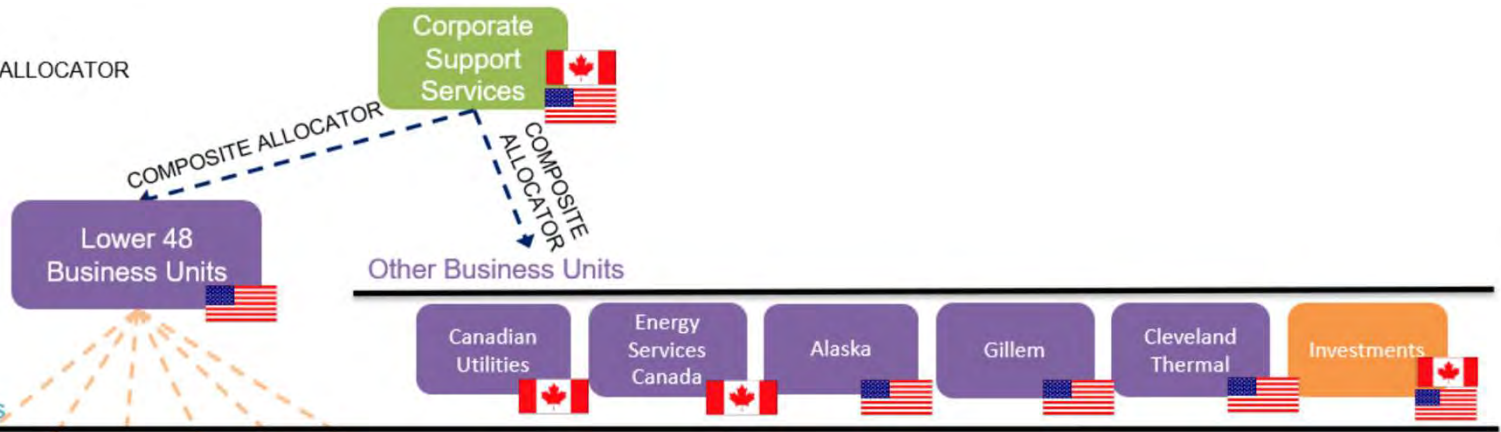 Corporate
Support
Services
ALLOCATOR
COMPOSITE ALLOCATOR
COMPOSITE
ALLOCATOR
Lower 48
Business Units
Other Business Units
Canadian
Utilities
Energy
Services
Canada
Alaska
Gillem
Cleveland
Thermal
Investments